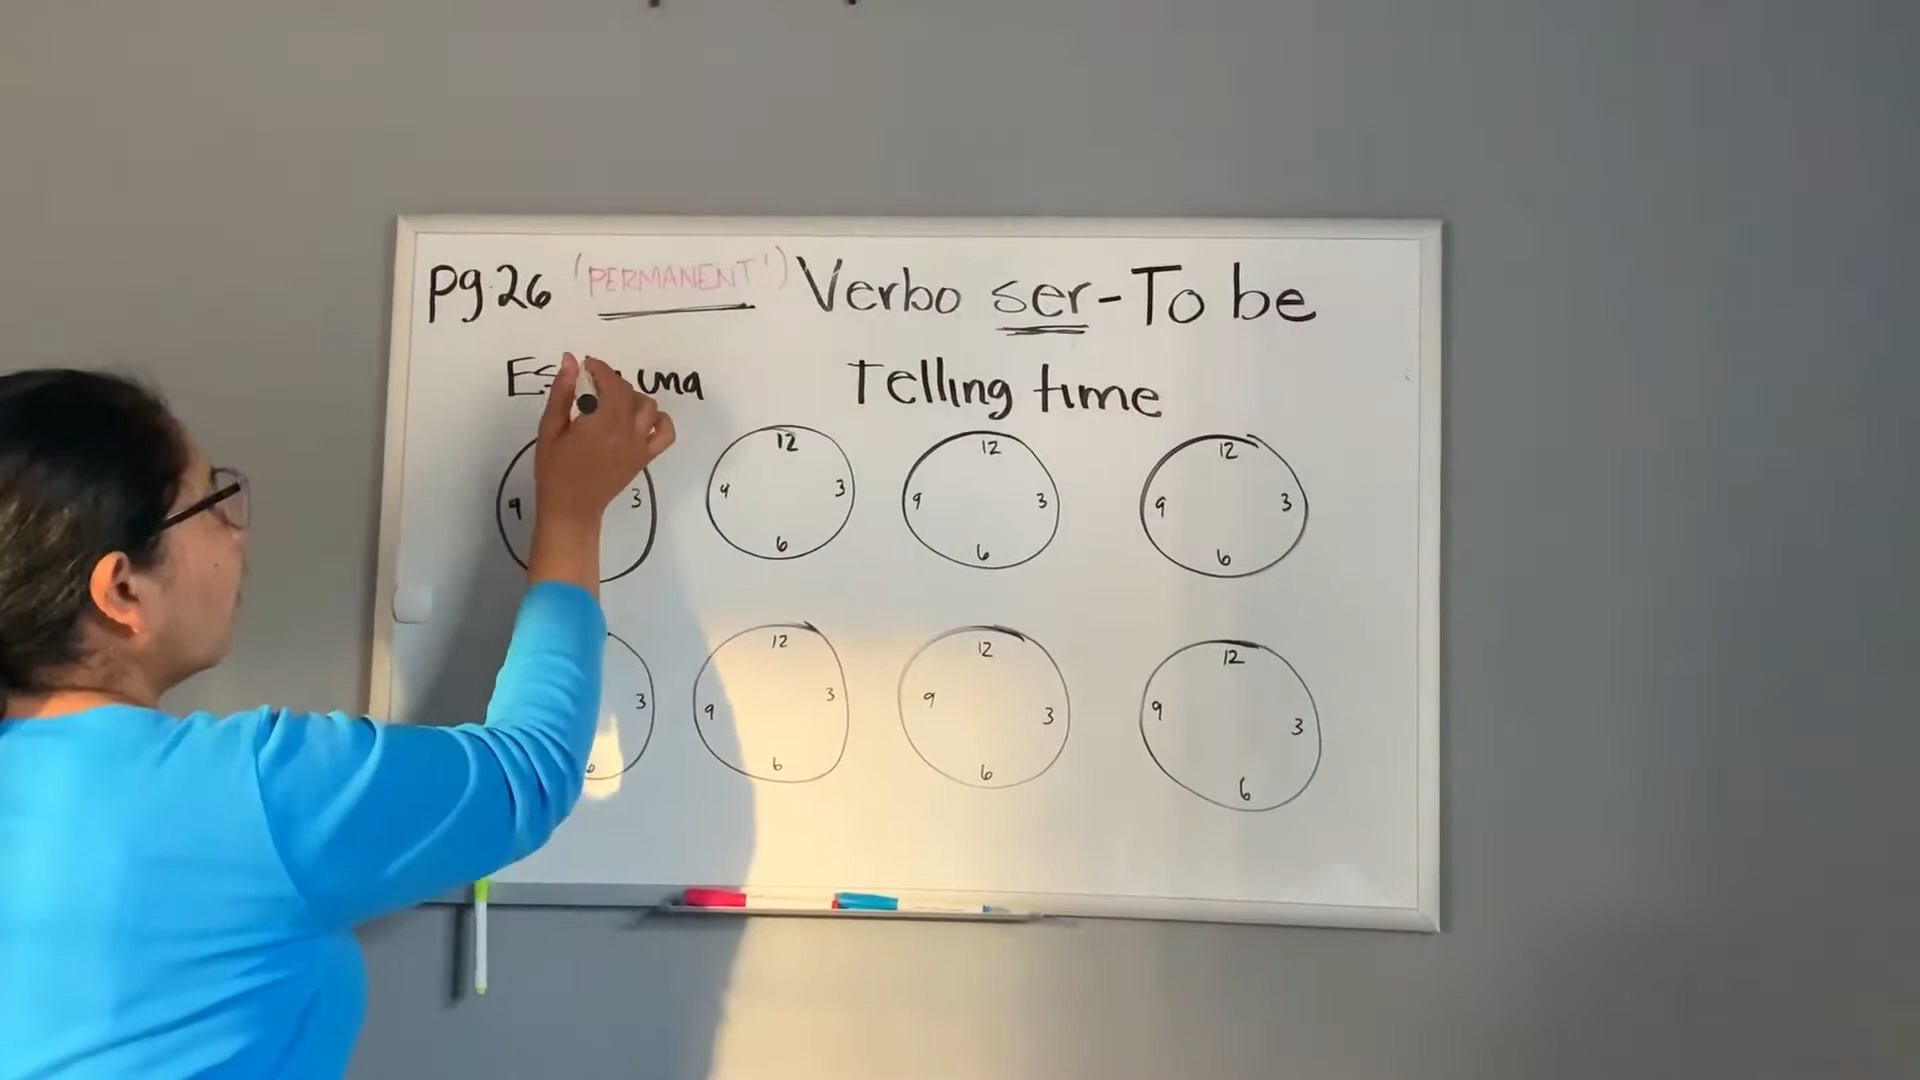 pg.26 (PERMANENT!) Verbo ser - To be
una Telling time
9 3 12 9 3 6 12 9 3 6 12 9 3 6
3 6 12 9 3 6 12 9 3 6 12 9 3 6